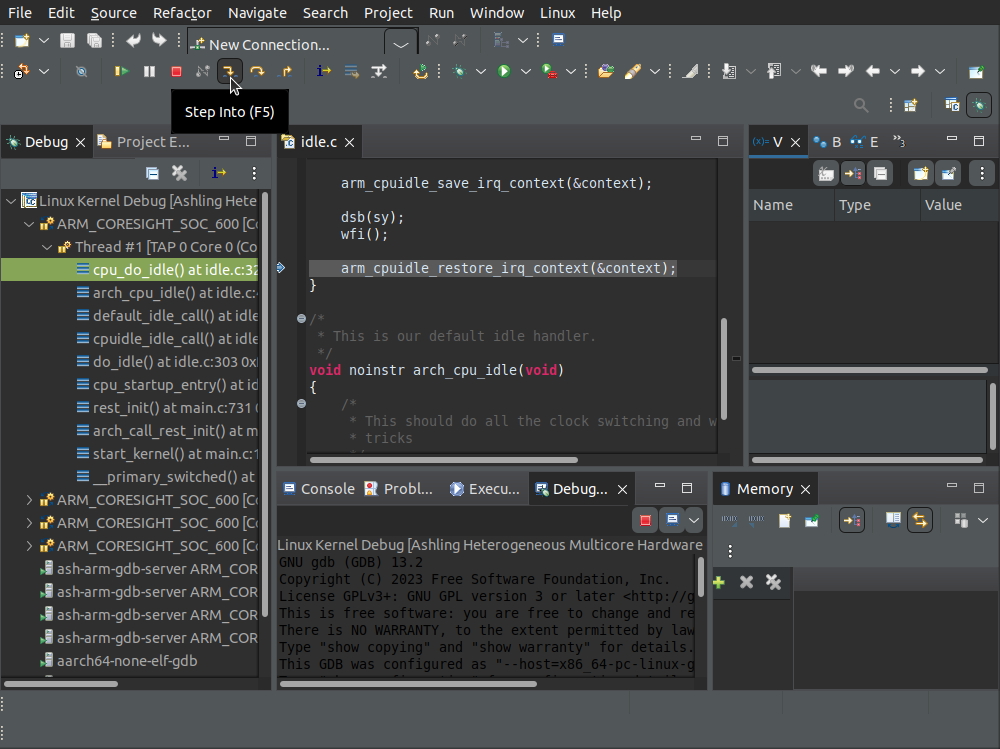 File Edit Source Refactor Navigate Search Project Run Window Linux Help
New Connection...
Step Into (F5)
Debug
Project E...
idle.c
(x)= V
B
E
»3
Linux Kernel Debug [Ashling Hete
ARM_CORESIGHT_SOC_600 [Co
Thread #1 [TAP 0 Core 0 (Co
cpu_do_idle() at idle.c:32
arch_cpu_idle() at idle.c:4
default_idle_call() at idle
cpuidle_idle_call() at idle
do_idle() at idle.c:303 0x
cpu_startup_entry() at id
rest_init() at main.c:731 0
arch_call_rest_init() at m
start_kernel() at main.c:1
__primary_switched() at
ARM_CORESIGHT_SOC_600 [Co
ARM_CORESIGHT_SOC_600 [Co
ARM_CORESIGHT_SOC_600 [Co
ash-arm-gdb-server ARM_COR
ash-arm-gdb-server ARM_COR
ash-arm-gdb-server ARM_COR
ash-arm-gdb-server ARM_COR
aarch64-none-elf-gdb
arm_cpuidle_save_irq_context(&context);
dsb(sy);
wfi();
arm_cpuidle_restore_irq_context(&context);
}
/*
* This is our default idle handler.
*/
void noinstr arch_cpu_idle(void)
{
/*
* This should do all the clock switching and w
* tricks
Name Type Value
Console
Probl...
Execu...
Debug...
Linux Kernel Debug [Ashling Heterogeneous Multicore Hardware
GNU gdb (GDB) 13.2
Copyright (C) 2023 Free Software Foundation, Inc.
License GPLv3+: GNU GPL version 3 or later <http://g
This is free software: you are free to change and re
There is NO WARRANTY, to the extent permitted by law
Type "show copying" and "show warranty" for details.
This GDB was configured as "--host=x86_64-pc-linux-g
Memory